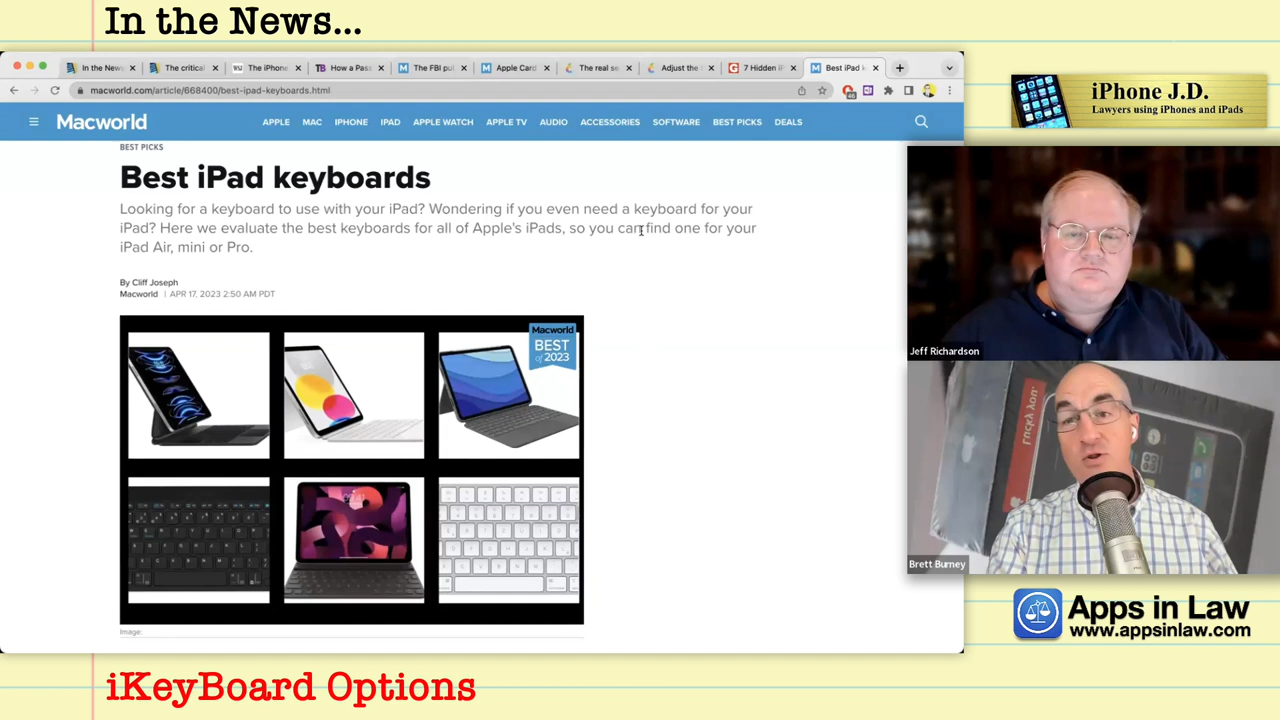 In the News...
In the News
The critical
WSJ
The iPhone
TB
How a Pass
The FBI pu
Apple Card
The real se
Adjust the
7 Hidden iP
Best iPad k
macworld.com/article/668400/best-ipad-keyboards.html
Macworld
APPLE
MAC
IPHONE
IPAD
APPLE WATCH
APPLE TV
AUDIO
ACCESSORIES
SOFTWARE
BEST PICKS
DEALS
BEST PICKS
Best iPad keyboards
Looking for a keyboard to use with your iPad? Wondering if you even need a keyboard for your
iPad? Here we evaluate the best keyboards for all of Apple's iPads, so you can find one for your
iPad Air, mini or Pro.
By Cliff Joseph
Macworld | APR 17, 2023 2:50 AM PDT
Macworld
BEST
of 2023
Image:
iPhone J.D.
Lawyers using iPhones and iPads
Jeff Richardson
Brett Burney
Apps in Law
www.appsinlaw.com
iKeyBoard Options